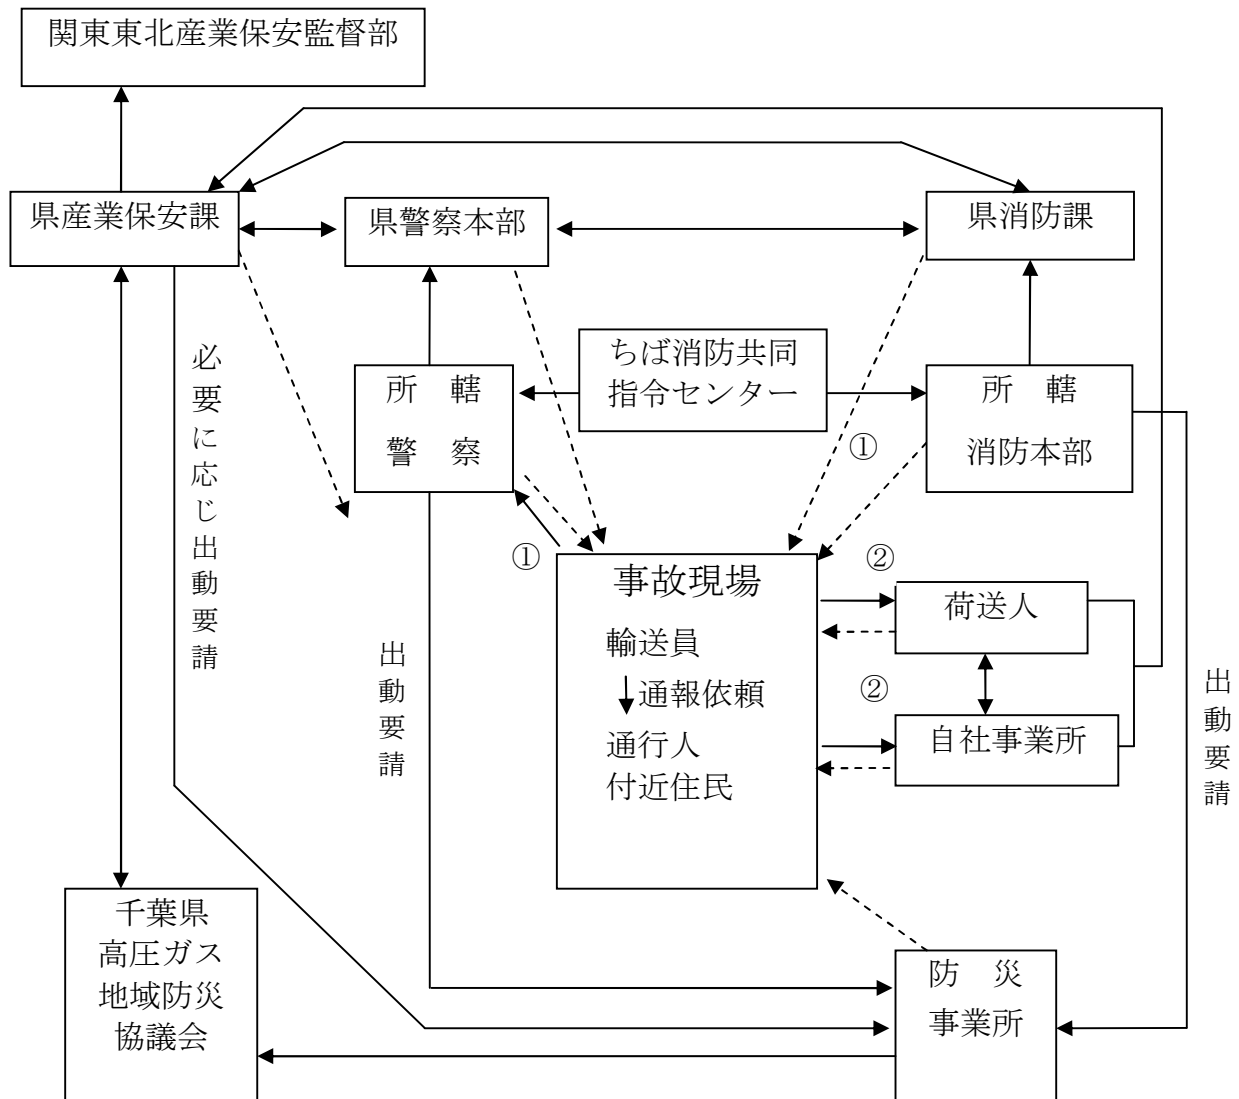 関東東北産業保安監督部
県産業保安課
県警察本部
県消防課
ちば消防共同
指令センター
所　轄
警　察
所　轄
消防本部
①
①
必要に応じ出動要請
出動要請
事故現場
輸送員
通報依頼
通行人
付近住民
②
荷送人
②
自社事業所
出動要請
千葉県
高圧ガス
地域防災
協議会
防　災
事業所